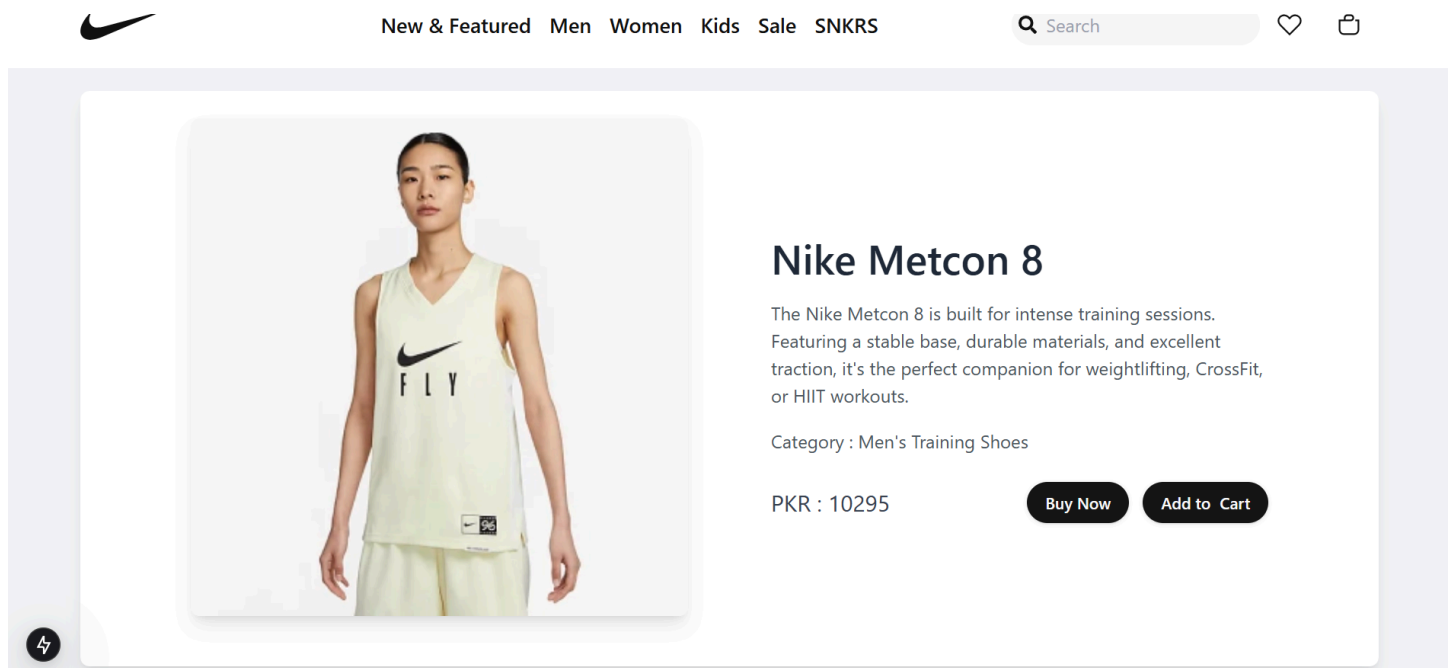 New & Featured Men Women Kids Sale SNKRS Search
FLY
96
Nike Metcon 8
The Nike Metcon 8 is built for intense training sessions.
Featuring a stable base, durable materials, and excellent
traction, it's the perfect companion for weightlifting, CrossFit,
or HIIT workouts.
Category : Men's Training Shoes
PKR : 10295 Buy Now Add to Cart